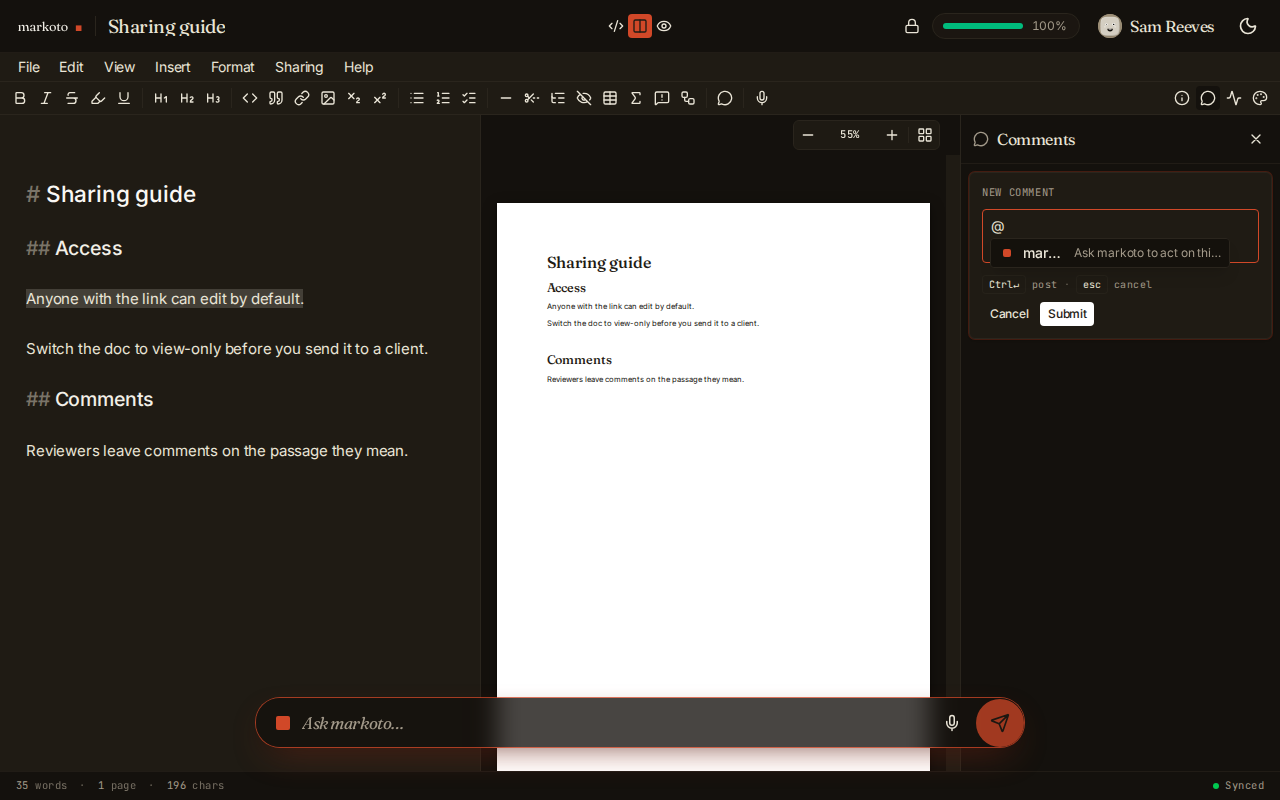 markoto
Sharing guide
100%
Sam Reeves
File Edit View Insert Format Sharing Help
H1 H2 H3
55%
Comments
# Sharing guide
## Access
Anyone with the link can edit by default.
Switch the doc to view-only before you send it to a client.
## Comments
Reviewers leave comments on the passage they mean.
Sharing guide
Access
Anyone with the link can edit by default.
Switch the doc to view-only before you send it to a client.
Comments
Reviewers leave comments on the passage they mean.
NEW COMMENT
@
mar... Ask markoto to act on thi...
Ctrl↵ post · esc cancel
Cancel Submit
Ask markoto...
35 words · 1 page · 196 chars
Synced